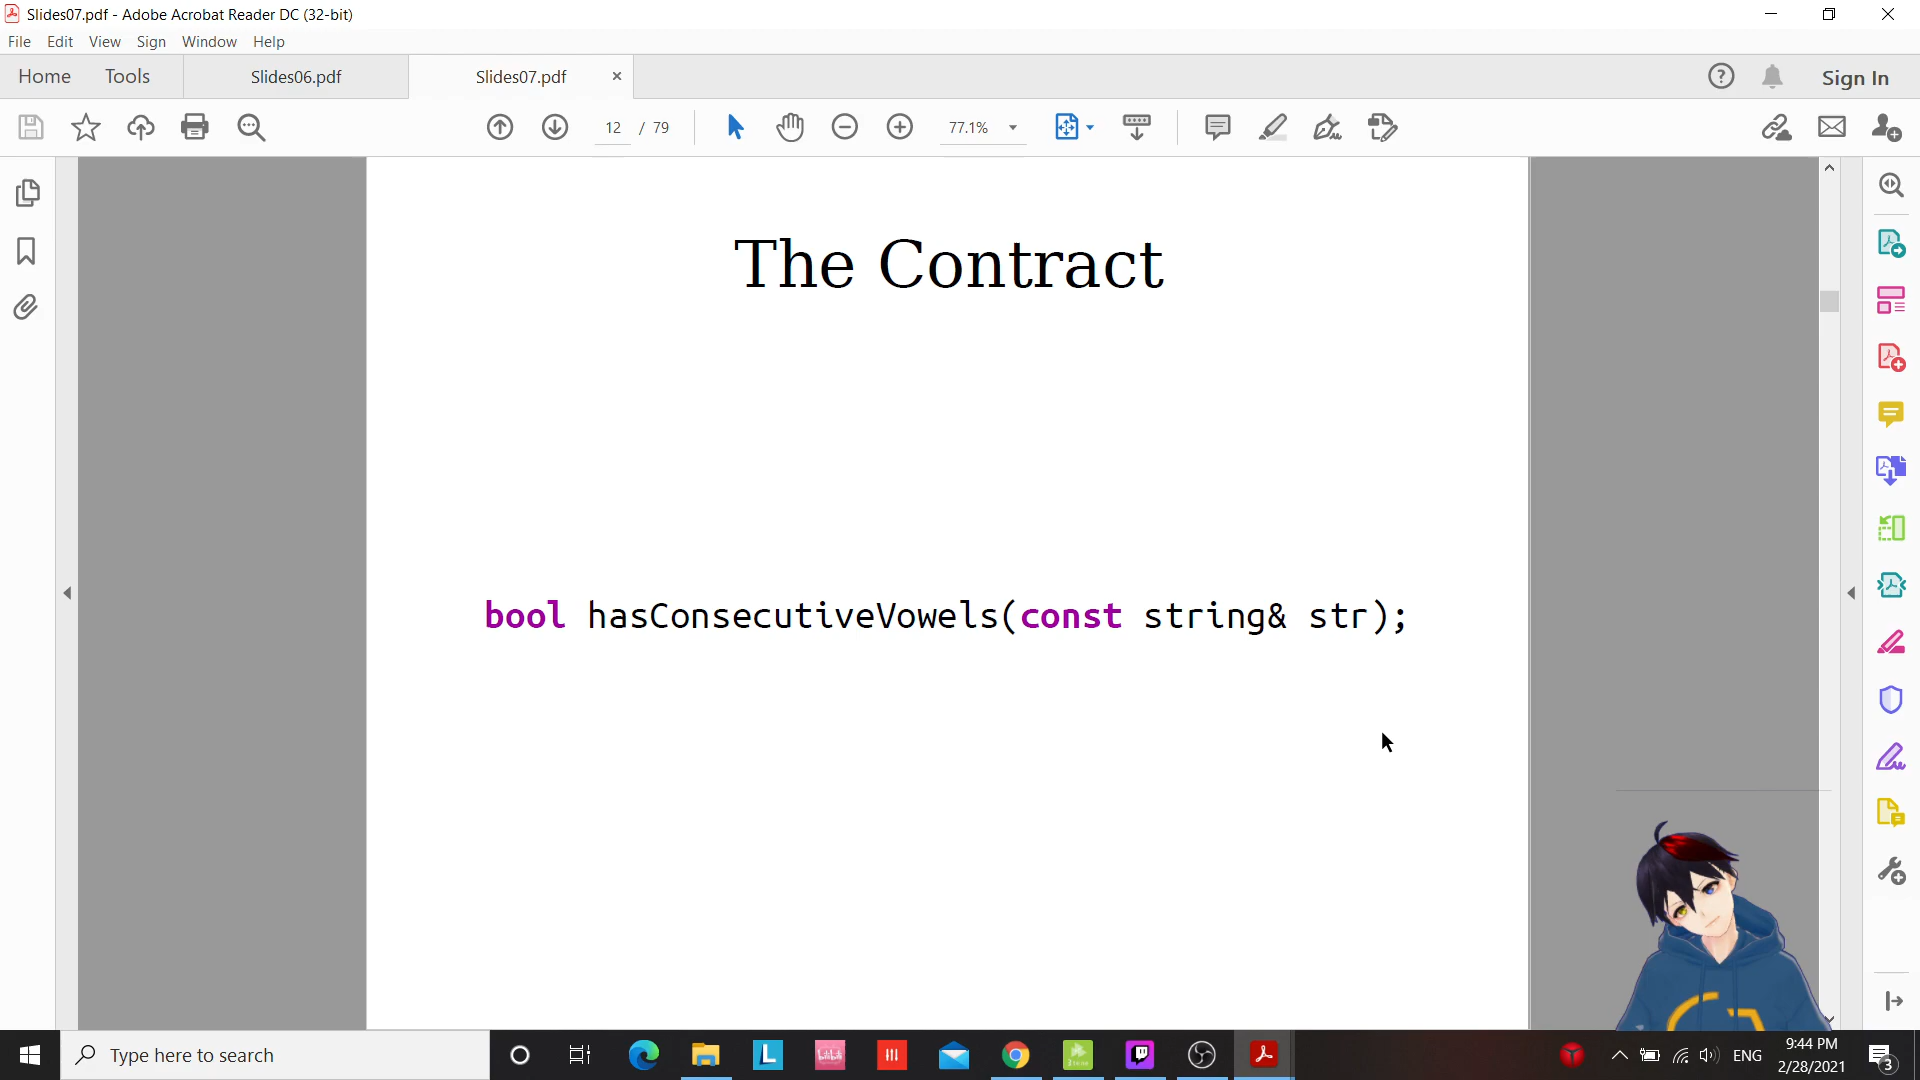 Slides07.pdf - Adobe Acrobat Reader DC (32-bit)
File Edit View Sign Window Help
Home Tools Slides06.pdf Slides07.pdf × ? Sign In
12 / 79 77.1%
The Contract
bool hasConsecutiveVowels(const string& str);
Type here to search
L
ENG
9:44 PM
2/28/2021
3